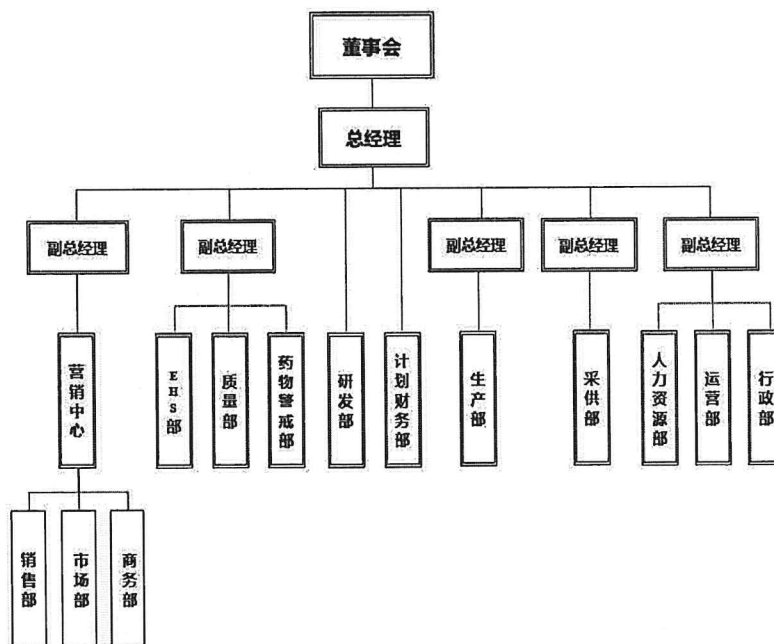 董事会
总经理
副总经理
副总经理
副总经理
副总经理
副总经理
营销中心
EHS部
质量部
药物警戒部
研发部
计划财务部
生产部
采供部
人力资源部
运营部
行政部
销售部
市场部
商务部